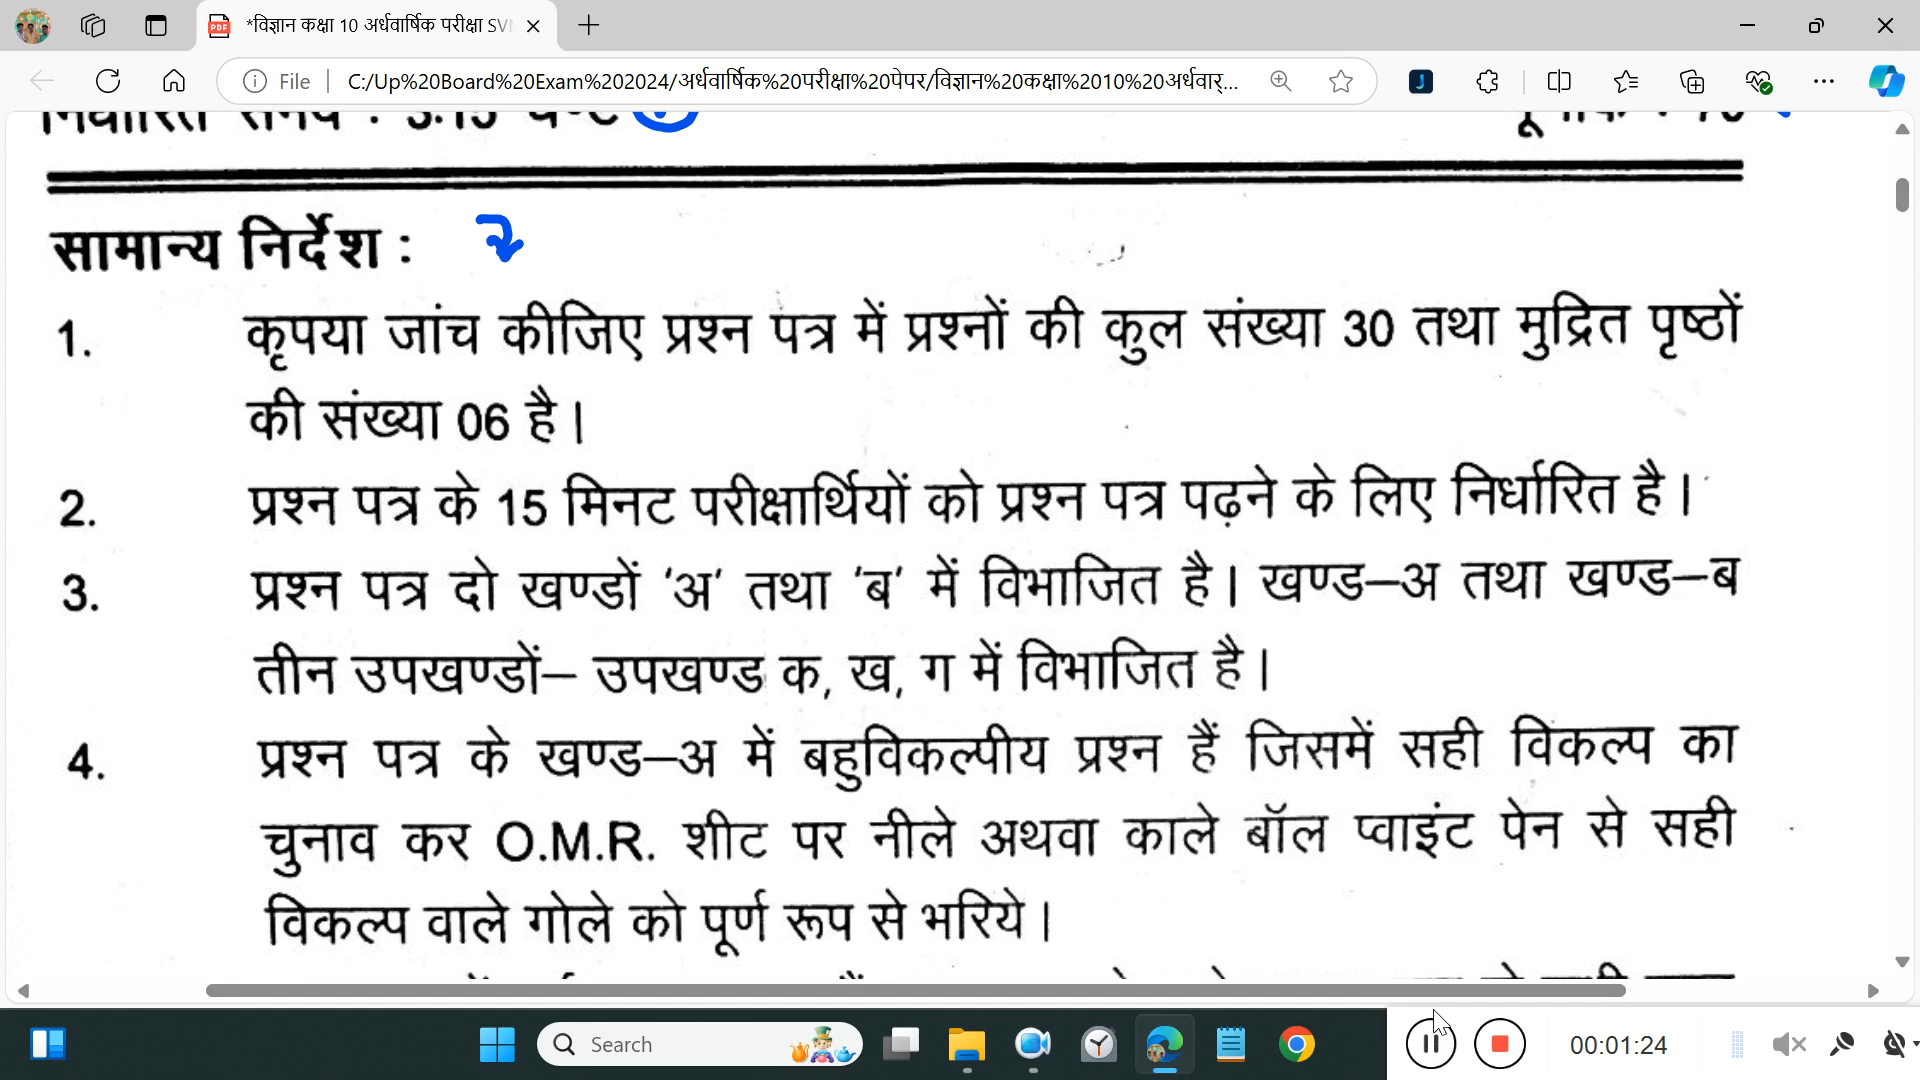 *विज्ञान कक्षा 10 अर्धवार्षिक परीक्षा SV
File
C:/Up%20Board%20Exam%202024/अर्धवार्षिक%20परीक्षा%20पेपर/विज्ञान%20कक्षा%2010%20अर्धवार्...
सामान्य निर्देश :
1. कृपया जांच कीजिए प्रश्न पत्र में प्रश्नों की कुल संख्या 30 तथा मुद्रित पृष्ठों
की संख्या 06 है।
2. प्रश्न पत्र के 15 मिनट परीक्षार्थियों को प्रश्न पत्र पढ़ने के लिए निर्धारित है।
3. प्रश्न पत्र दो खण्डों 'अ' तथा 'ब' में विभाजित है। खण्ड–अ तथा खण्ड–ब
तीन उपखण्डों– उपखण्ड क, ख, ग में विभाजित है।
4. प्रश्न पत्र के खण्ड–अ में बहुविकल्पीय प्रश्न हैं जिसमें सही विकल्प का
चुनाव कर O.M.R. शीट पर नीले अथवा काले बॉल प्वाइंट पेन से सही
विकल्प वाले गोले को पूर्ण रूप से भरिये।
Search
00:01:24